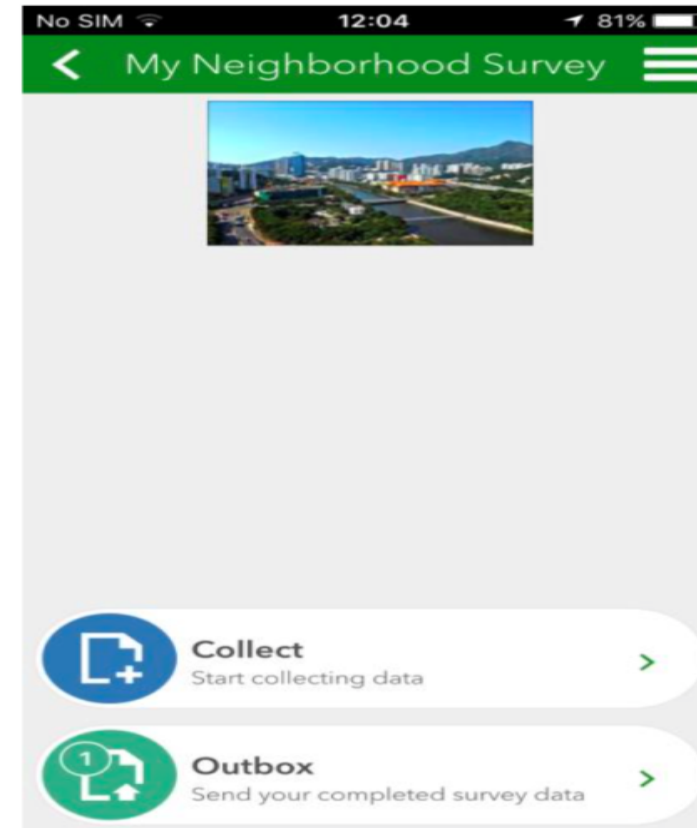 No SIM 12:04 81%
My Neighborhood Survey
Collect
Start collecting data
1
Outbox
Send your completed survey data